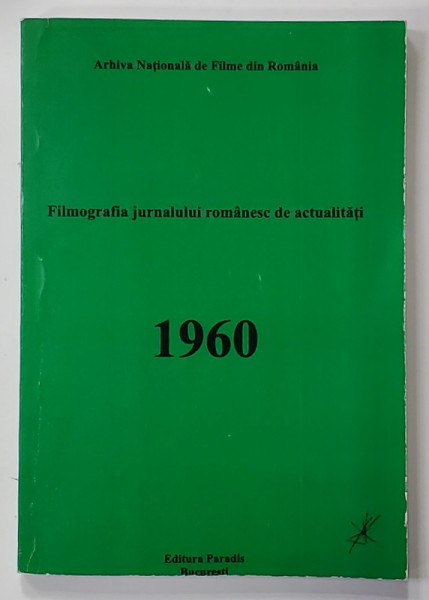 Arhiva Națională de Filme din România
Filmografia jurnalului românesc de actualități
1960
Editura Paradis
București